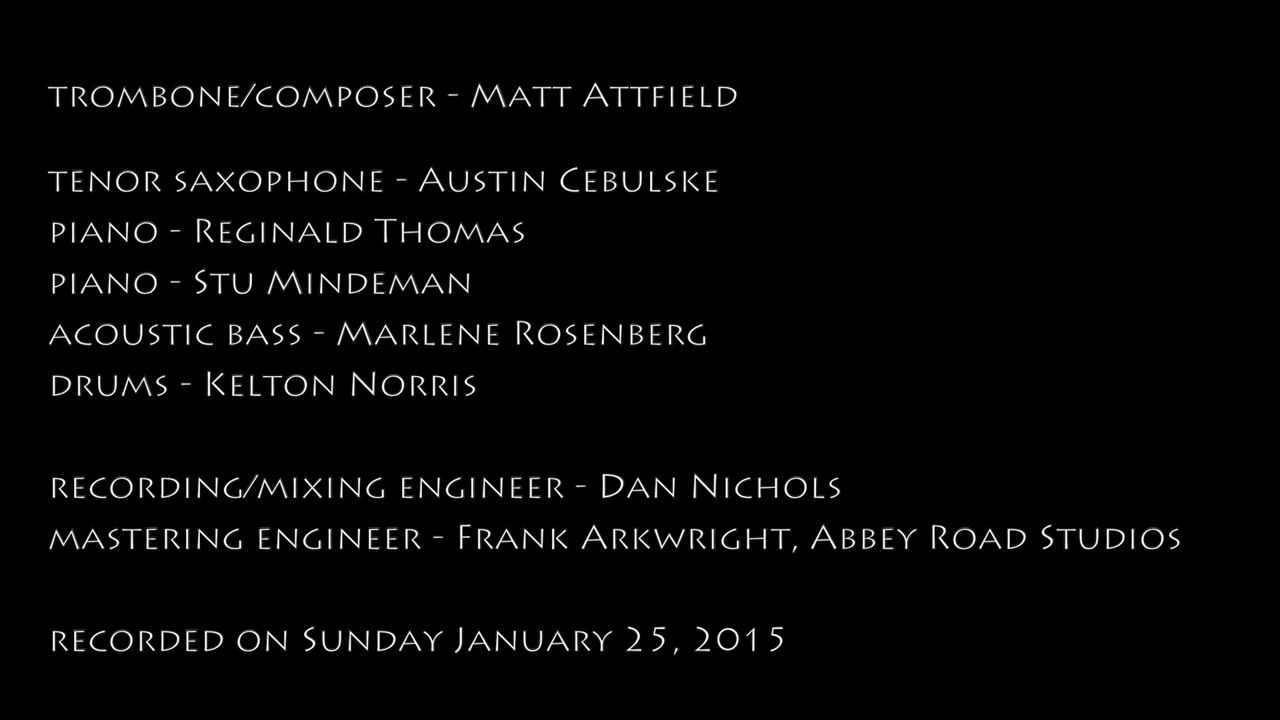 trombone/composer - Matt Attfield
tenor saxophone - Austin Cebulske
piano - Reginald Thomas
piano - Stu Mindeman
acoustic bass - Marlene Rosenberg
drums - Kelton Norris
recording/mixing engineer - Dan Nichols
mastering engineer - Frank Arkwright, Abbey Road Studios
recorded on Sunday January 25, 2015